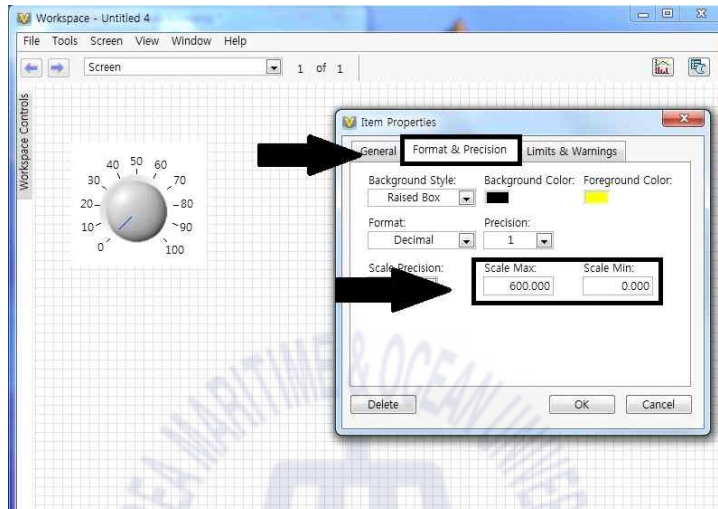 Workspace - Untitled 4
File Tools Screen View Window Help
Screen 1 of 1
Workspace Controls
Item Properties
General Format & Precision Limits & Warnings
Background Style: Background Color: Foreground Color:
Raised Box
Format: Precision:
Decimal 1
Scale Precision: Scale Max: Scale Min:
600.000 0.000
Delete OK Cancel
40 50 60
30 70
20 80
10 90
0 100
MARITIME & OCEAN UNIVER